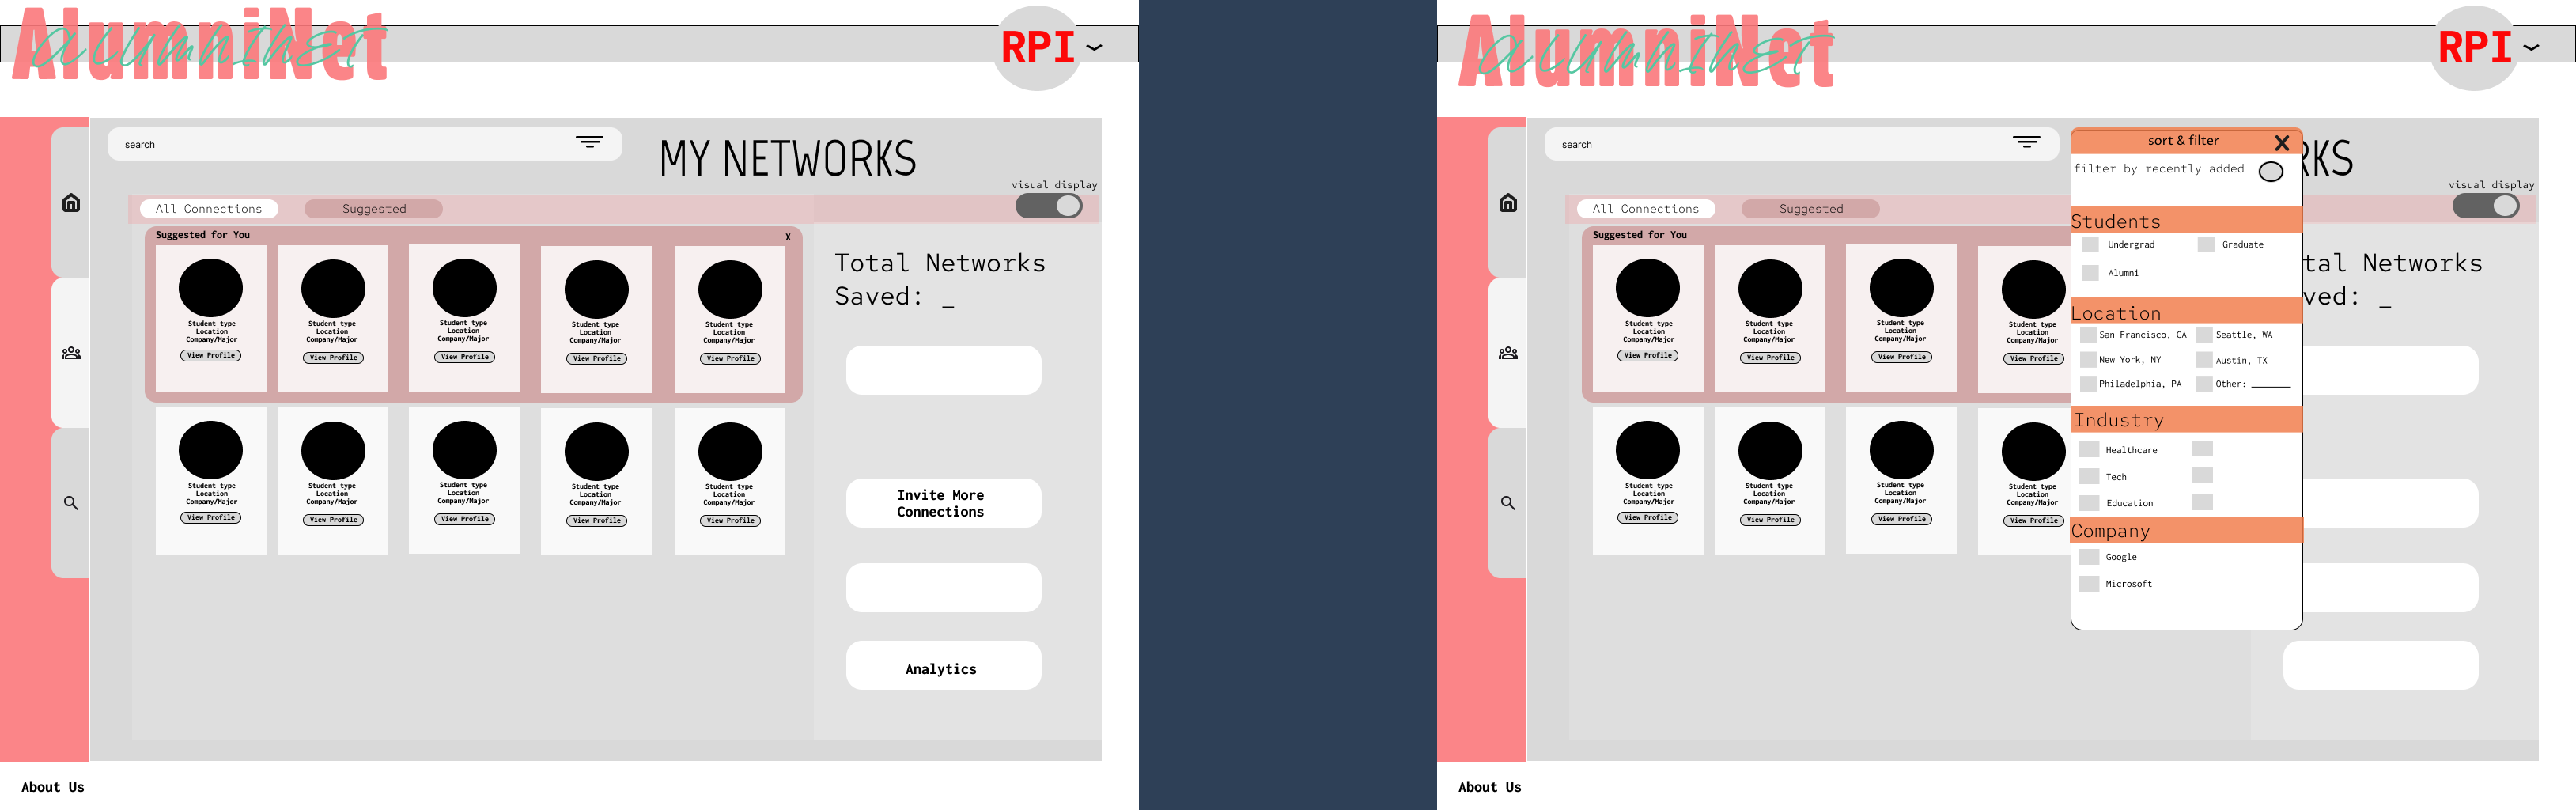 AlumniNet
alumniNET
RPI
search
MY NETWORKS
visual display
All Connections
Suggested
Suggested for You
X
Student type
Location
Company/Major
View Profile
Student type
Location
Company/Major
View Profile
Student type
Location
Company/Major
View Profile
Student type
Location
Company/Major
View Profile
Student type
Location
Company/Major
View Profile
Student type
Location
Company/Major
View Profile
Student type
Location
Company/Major
View Profile
Student type
Location
Company/Major
View Profile
Student type
Location
Company/Major
View Profile
Student type
Location
Company/Major
View Profile
Total Networks
Saved: _
Invite More
Connections
Analytics
About Us
AlumniNet
alumniNET
RPI
search
RKS
visual display
All Connections
Suggested
Suggested for You
Student type
Location
Company/Major
View Profile
Student type
Location
Company/Major
View Profile
Student type
Location
Company/Major
View Profile
Student type
Location
Company/Major
View Profile
Student type
Location
Company/Major
View Profile
Student type
Location
Company/Major
View Profile
Student type
Location
Company/Major
View Profile
Student type
Location
Company/Major
View Profile
sort & filter
X
filter by recently added
Students
Undergrad
Graduate
Alumni
Location
San Francisco, CA
Seattle, WA
New York, NY
Austin, TX
Philadelphia, PA
Other: _______
Industry
Healthcare
Tech
Education
Company
Google
Microsoft
tal Networks
ved: _
About Us